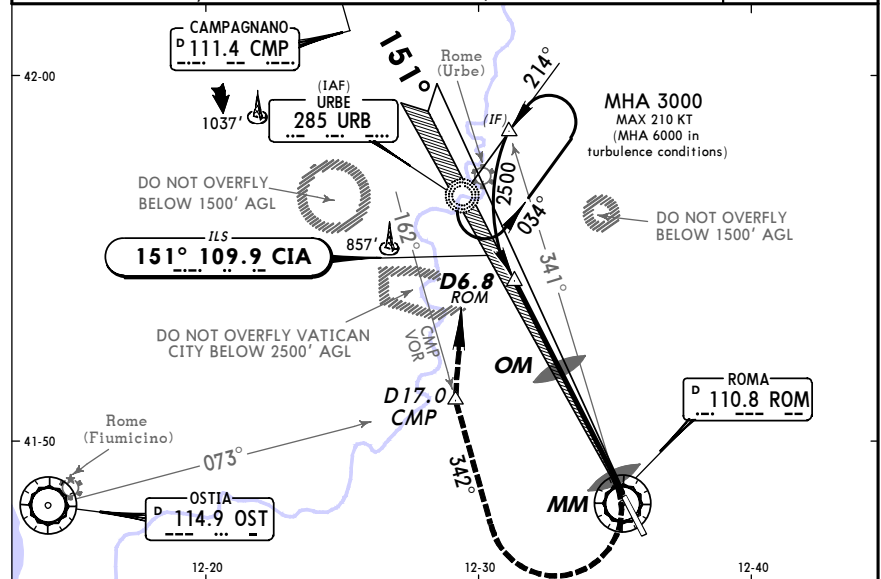 CAMPAGNANO
D 111.4 CMP
42-00
1037'
(IAF)
URBE
285 URB
151°
Rome
(Urbe)
214°
(IF)
MHA 3000
MAX 210 KT
(MHA 6000 in
turbulence conditions)
DO NOT OVERFLY
BELOW 1500' AGL
2500
034°
162°
857'
DO NOT OVERFLY
BELOW 1500' AGL
ILS
151° 109.9 CIA
341°
D6.8
ROM
DO NOT OVERFLY VATICAN
CITY BELOW 2500' AGL
CMP
VOR
OM
D17.0
CMP
ROMA
D 110.8 ROM
Rome
(Fiumicino)
41-50
073°
342°
OSTIA
D 114.9 OST
MM
12-20
12-30
12-40